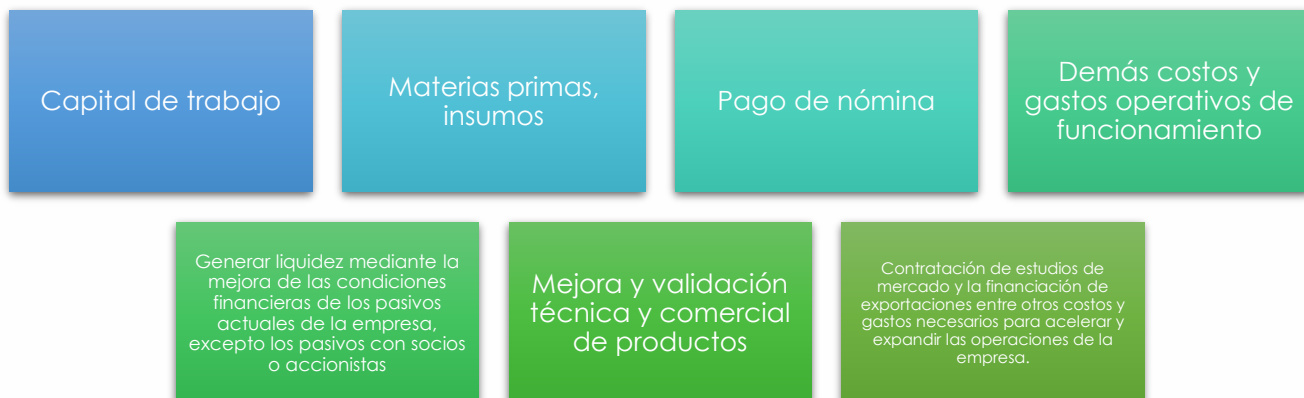 Capital de trabajo
Materias primas,
insumos
Pago de nómina
Demás costos y
gastos operativos de
funcionamiento
Generar liquidez mediante la
mejora de las condiciones
financieras de los pasivos
actuales de la empresa,
excepto los pasivos con socios
o accionistas
Mejora y validación
técnica y comercial
de productos
Contratación de estudios de
mercado y la financiación de
exportaciones entre otros costos y
gastos necesarios para acelerar y
expandir las operaciones de la
empresa.